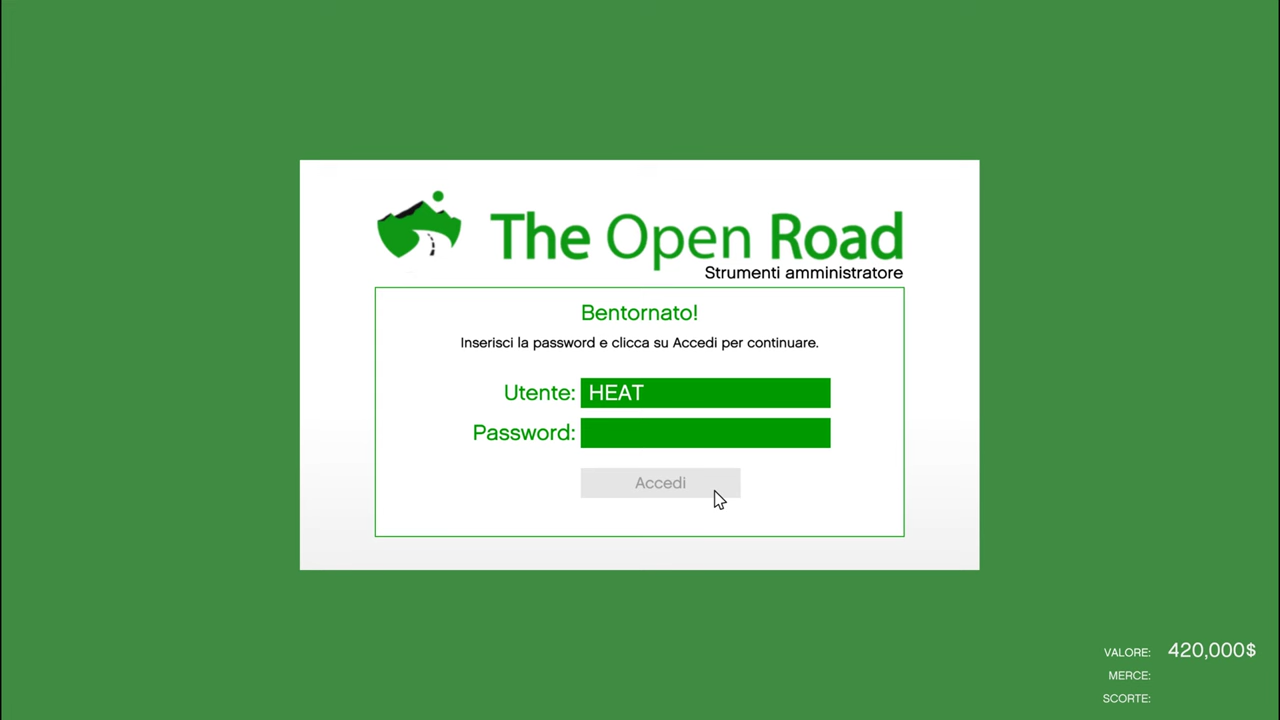 The Open Road
Strumenti amministratore
Bentornato!
Inserisci la password e clicca su Accedi per continuare.
Utente: HEAT
Password:
Accedi
VALORE: 420,000$
MERCE:
SCORTE: